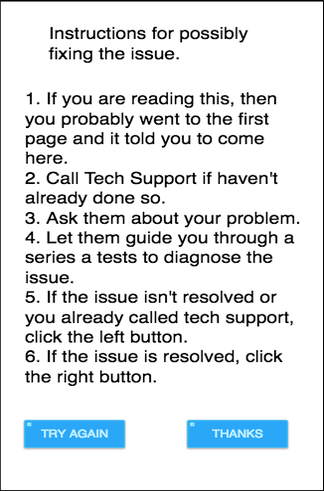 Instructions for possibly
fixing the issue.
1. If you are reading this, then
you probably went to the first
page and it told you to come
here.
2. Call Tech Support if haven't
already done so.
3. Ask them about your problem.
4. Let them guide you through a
series a tests to diagnose the
issue.
5. If the issue isn't resolved or
you already called tech support,
click the left button.
6. If the issue is resolved, click
the right button.
TRY AGAIN
THANKS